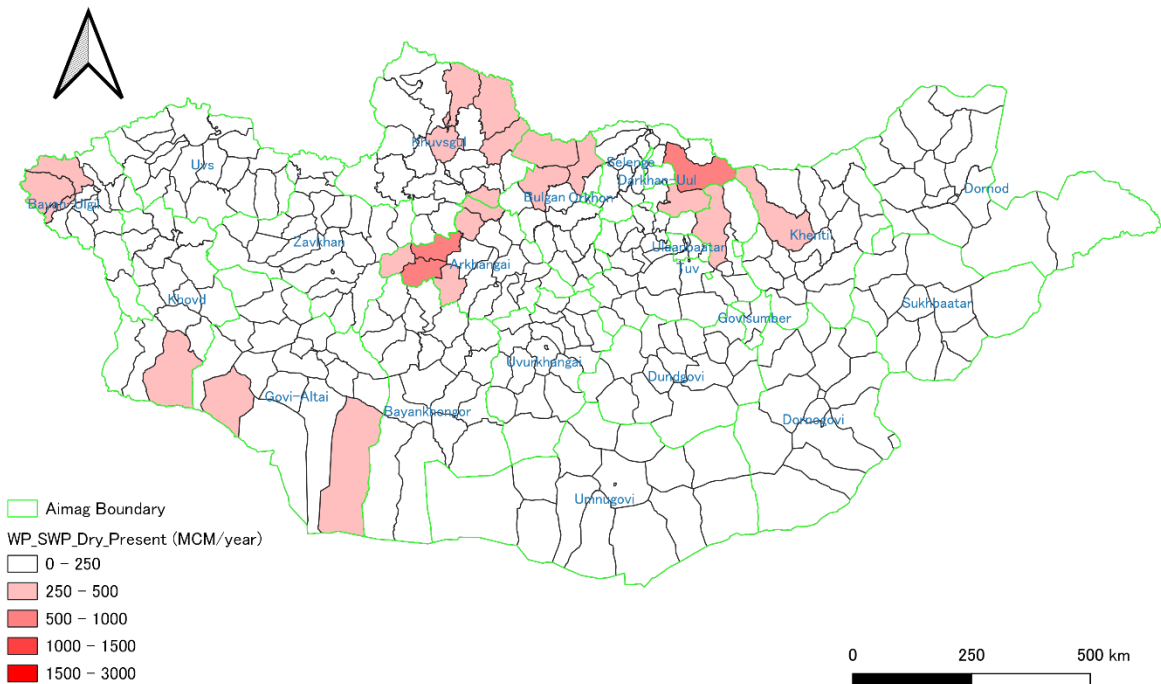 Khuvsgul
Uvs
Selenge
Darkhan-Uul
Dornod
Bayan-Ulgii
Bulgan
Orkhon
Khenti
Zavkhan
Ulaanbaatar
Arkhangai
Tuv
Khovd
Sukhbaatar
Govisumber
Uvurkhangai
Dundgovi
Govi-Altai
Bayankhongor
Dornogovi
Umnugovi
Aimag Boundary
WP_SWP_Dry_Present (MCM/year)
0 - 250
250 - 500
500 - 1000
1000 - 1500
1500 - 3000
0 250 500 km